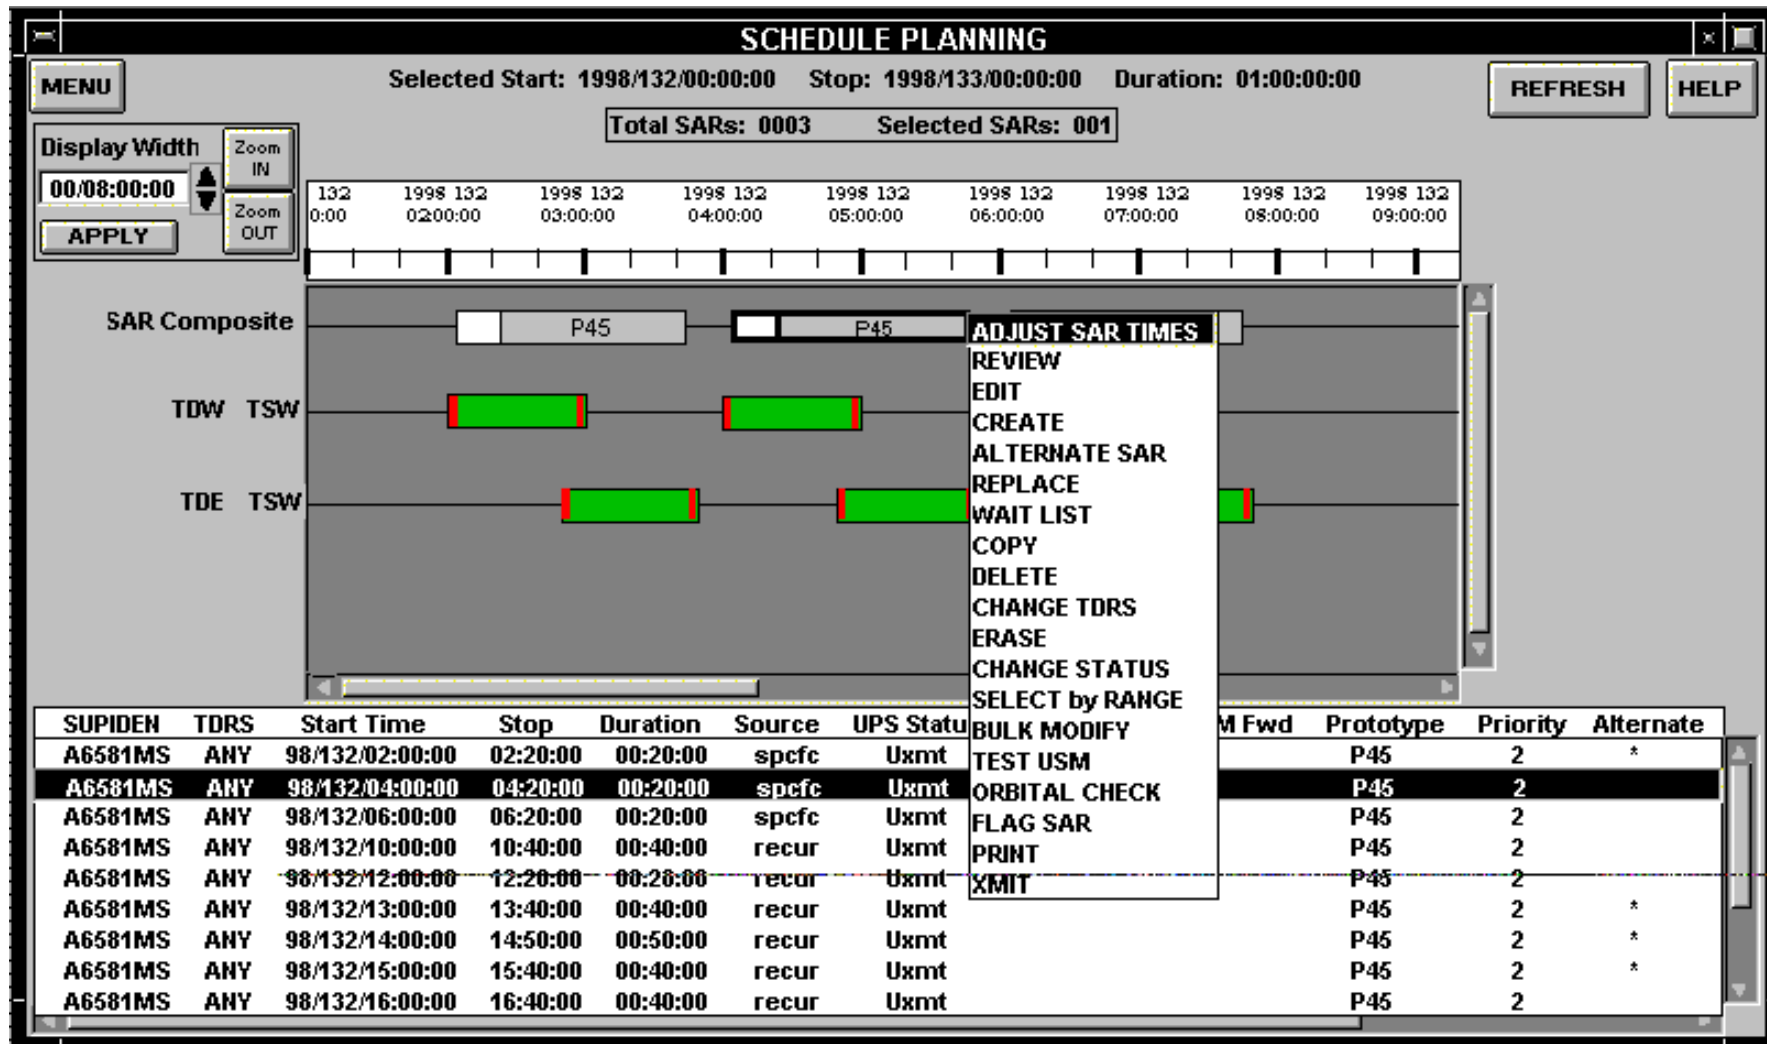 SCHEDULE PLANNING
MENU
Selected Start: 1998/132/00:00:00 Stop: 1998/133/00:00:00 Duration: 01:00:00:00
REFRESH
HELP
Total SARs: 0003 Selected SARs: 001
Display Width
00/08:00:00
APPLY
Zoom
IN
Zoom
OUT
132 1998 132 1998 132 1998 132 1998 132 1998 132 1998 132 1998 132 1998 132
0:00 02:00:00 03:00:00 04:00:00 05:00:00 06:00:00 07:00:00 08:00:00 09:00:00
SAR Composite P45 P45
TDW TSW
TDE TSW
ADJUST SAR TIMES
REVIEW
EDIT
CREATE
ALTERNATE SAR
REPLACE
WAIT LIST
COPY
DELETE
CHANGE TDRS
ERASE
CHANGE STATUS
SELECT by RANGE
BULK MODIFY
TEST USM
ORBITAL CHECK
FLAG SAR
PRINT
XMIT
SUPIDEN TDRS Start Time Stop Duration Source UPS Statu M Fwd Prototype Priority Alternate
A6581MS ANY 98/132/02:00:00 02:20:00 00:20:00 spcfc Uxmt P45 2 *
A6581MS ANY 98/132/04:00:00 04:20:00 00:20:00 spcfc Uxmt P45 2
A6581MS ANY 98/132/06:00:00 06:20:00 00:20:00 spcfc Uxmt P45 2
A6581MS ANY 98/132/10:00:00 10:40:00 00:40:00 recur Uxmt P45 2
A6581MS ANY 98/132/12:00:00 12:20:00 00:20:00 recur Uxmt P45 2
A6581MS ANY 98/132/13:00:00 13:40:00 00:40:00 recur Uxmt P45 2 *
A6581MS ANY 98/132/14:00:00 14:50:00 00:50:00 recur Uxmt P45 2 *
A6581MS ANY 98/132/15:00:00 15:40:00 00:40:00 recur Uxmt P45 2 *
A6581MS ANY 98/132/16:00:00 16:40:00 00:40:00 recur Uxmt P45 2